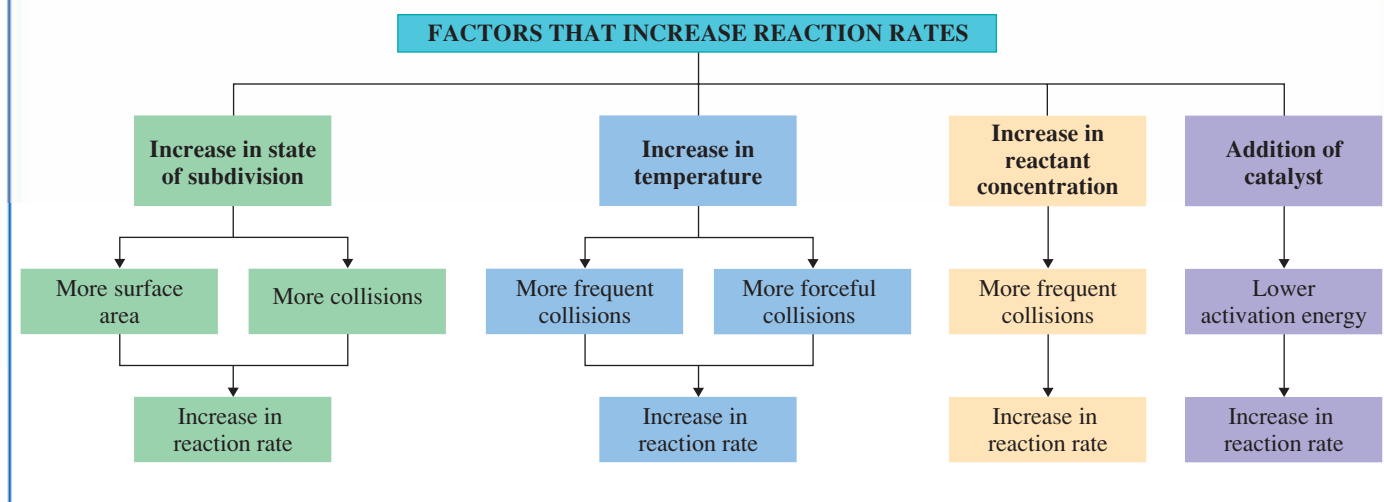 FACTORS THAT INCREASE REACTION RATES
Increase in state
of subdivision
Increase in
temperature
Increase in
reactant
concentration
Addition of
catalyst
More surface
area
More collisions
More frequent
collisions
More forceful
collisions
More frequent
collisions
Lower
activation energy
Increase in
reaction rate
Increase in
reaction rate
Increase in
reaction rate
Increase in
reaction rate